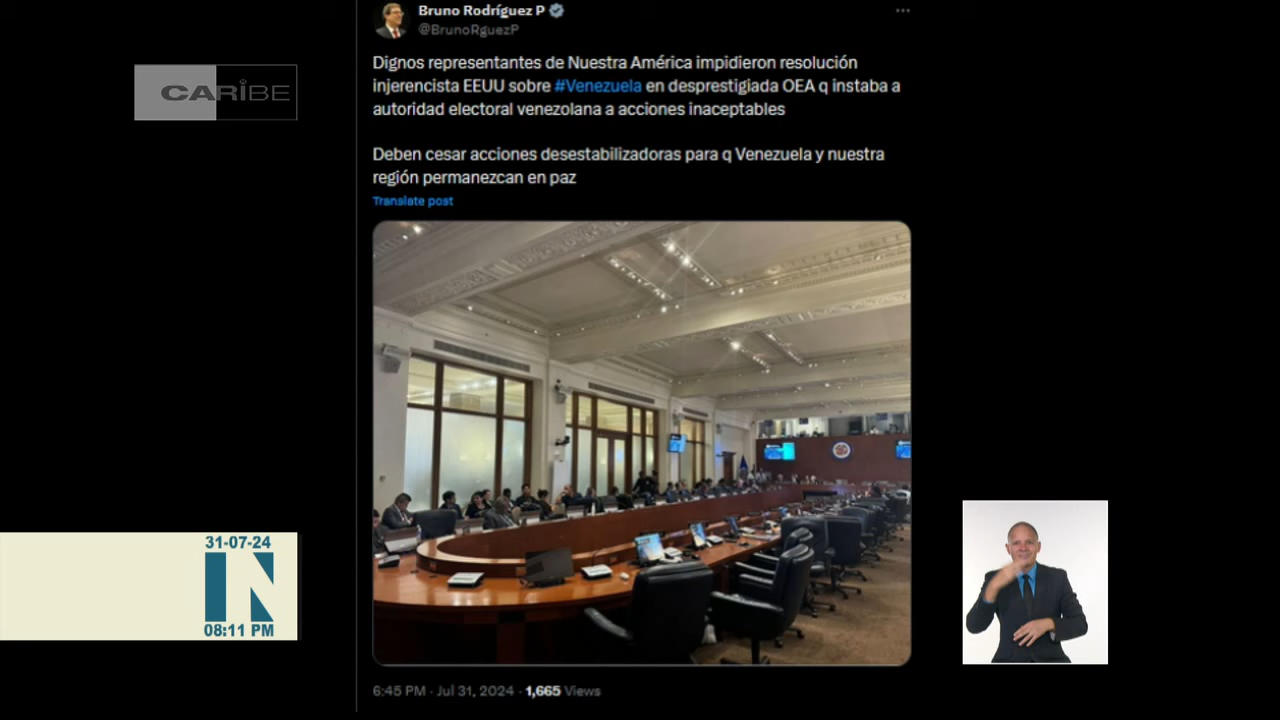 Bruno Rodríguez P
@BrunoRguezP
Dignos representantes de Nuestra América impidieron resolución
injerencista EEUU sobre #Venezuela en desprestigiada OEA q instaba a
autoridad electoral venezolana a acciones inaceptables
Deben cesar acciones desestabilizadoras para q Venezuela y nuestra
región permanezcan en paz
Translate post
6:45 PM · Jul 31, 2024 · 1,665 Views
CARIBE
31-07-24
IN
08:11 PM